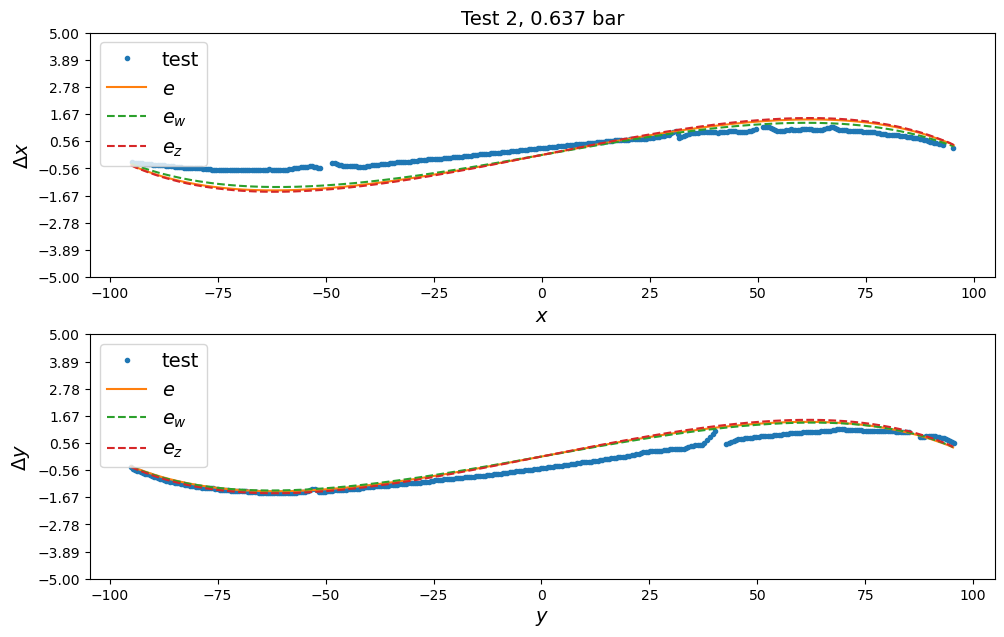 Test 2, 0.637 bar
5.00
3.89
2.78
1.67
0.56
−0.56
−1.67
−2.78
−3.89
−5.00
Δx
test
e
e_w
e_z
−100 −75 −50 −25 0 25 50 75 100
x
5.00
3.89
2.78
1.67
0.56
−0.56
−1.67
−2.78
−3.89
−5.00
Δy
test
e
e_w
e_z
−100 −75 −50 −25 0 25 50 75 100
y